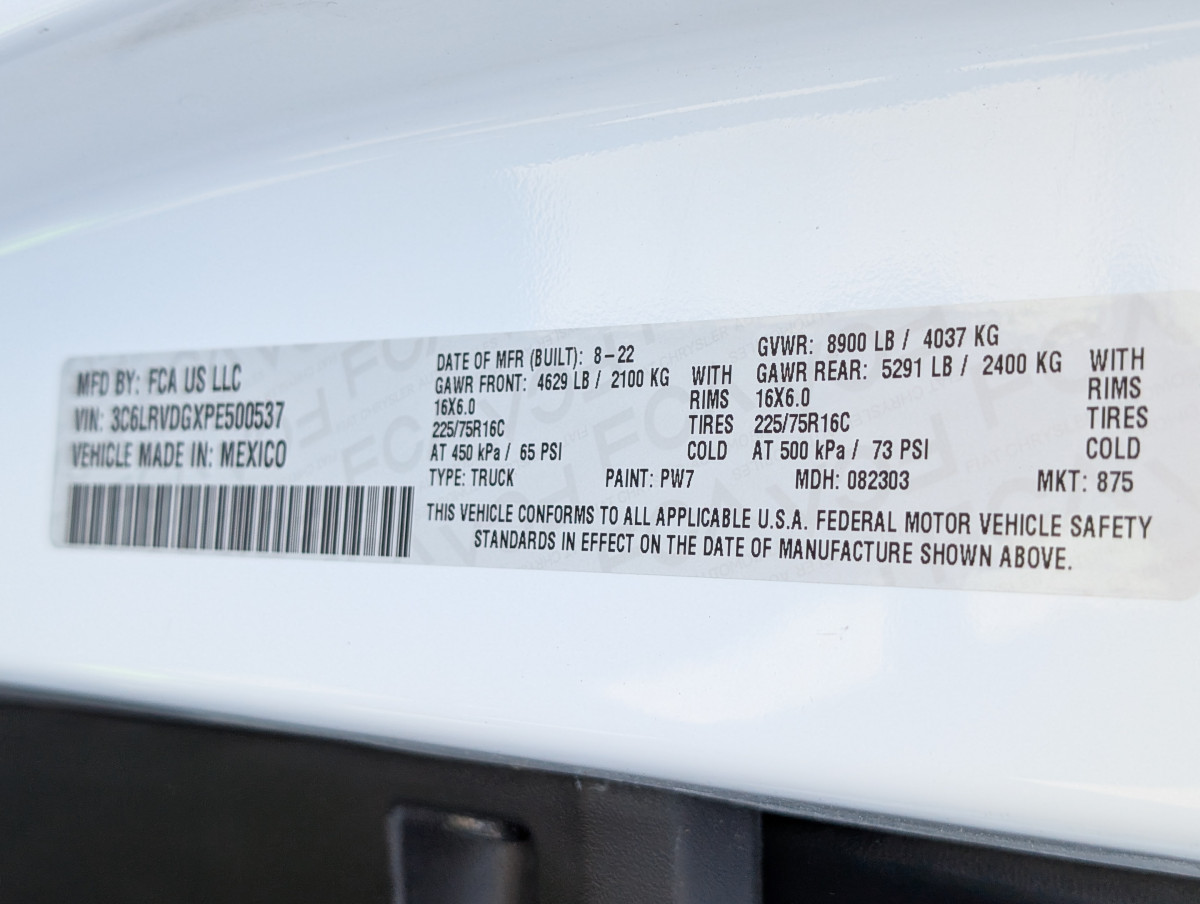 MFD BY: FCA US LLC
VIN: 3C6LRVDGXPE500537
VEHICLE MADE IN: MEXICO
DATE OF MFR (BUILT): 8-22
GVWR: 8900 LB / 4037 KG
GAWR FRONT: 4629 LB / 2100 KG WITH
16X6.0 RIMS
225/75R16C TIRES
AT 450 kPa / 65 PSI COLD
GAWR REAR: 5291 LB / 2400 KG WITH
16X6.0 RIMS
225/75R16C TIRES
AT 500 kPa / 73 PSI COLD
TYPE: TRUCK PAINT: PW7 MDH: 082303 MKT: 875
THIS VEHICLE CONFORMS TO ALL APPLICABLE U.S.A. FEDERAL MOTOR VEHICLE SAFETY
STANDARDS IN EFFECT ON THE DATE OF MANUFACTURE SHOWN ABOVE.